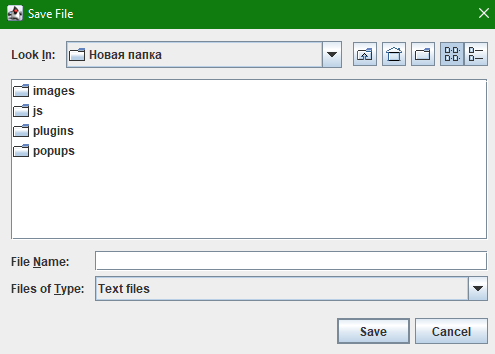 Save File
Look In: Новая папка
images
js
plugins
popups
File Name:
Files of Type: Text files
Save Cancel